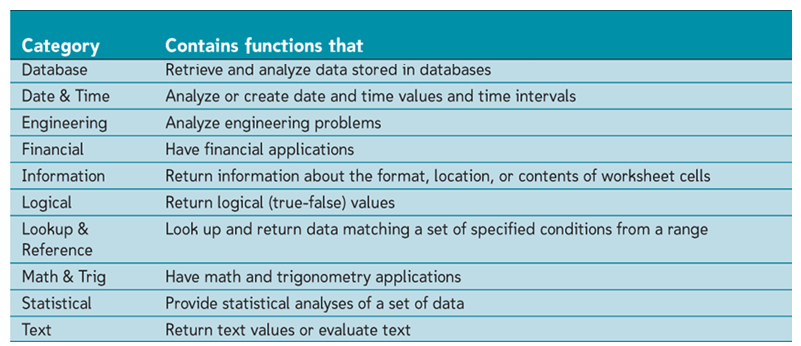 Category Contains functions that
Database Retrieve and analyze data stored in databases
Date & Time Analyze or create date and time values and time intervals
Engineering Analyze engineering problems
Financial Have financial applications
Information Return information about the format, location, or contents of worksheet cells
Logical Return logical (true-false) values
Lookup & Look up and return data matching a set of specified conditions from a range
Reference
Math & Trig Have math and trigonometry applications
Statistical Provide statistical analyses of a set of data
Text Return text values or evaluate text